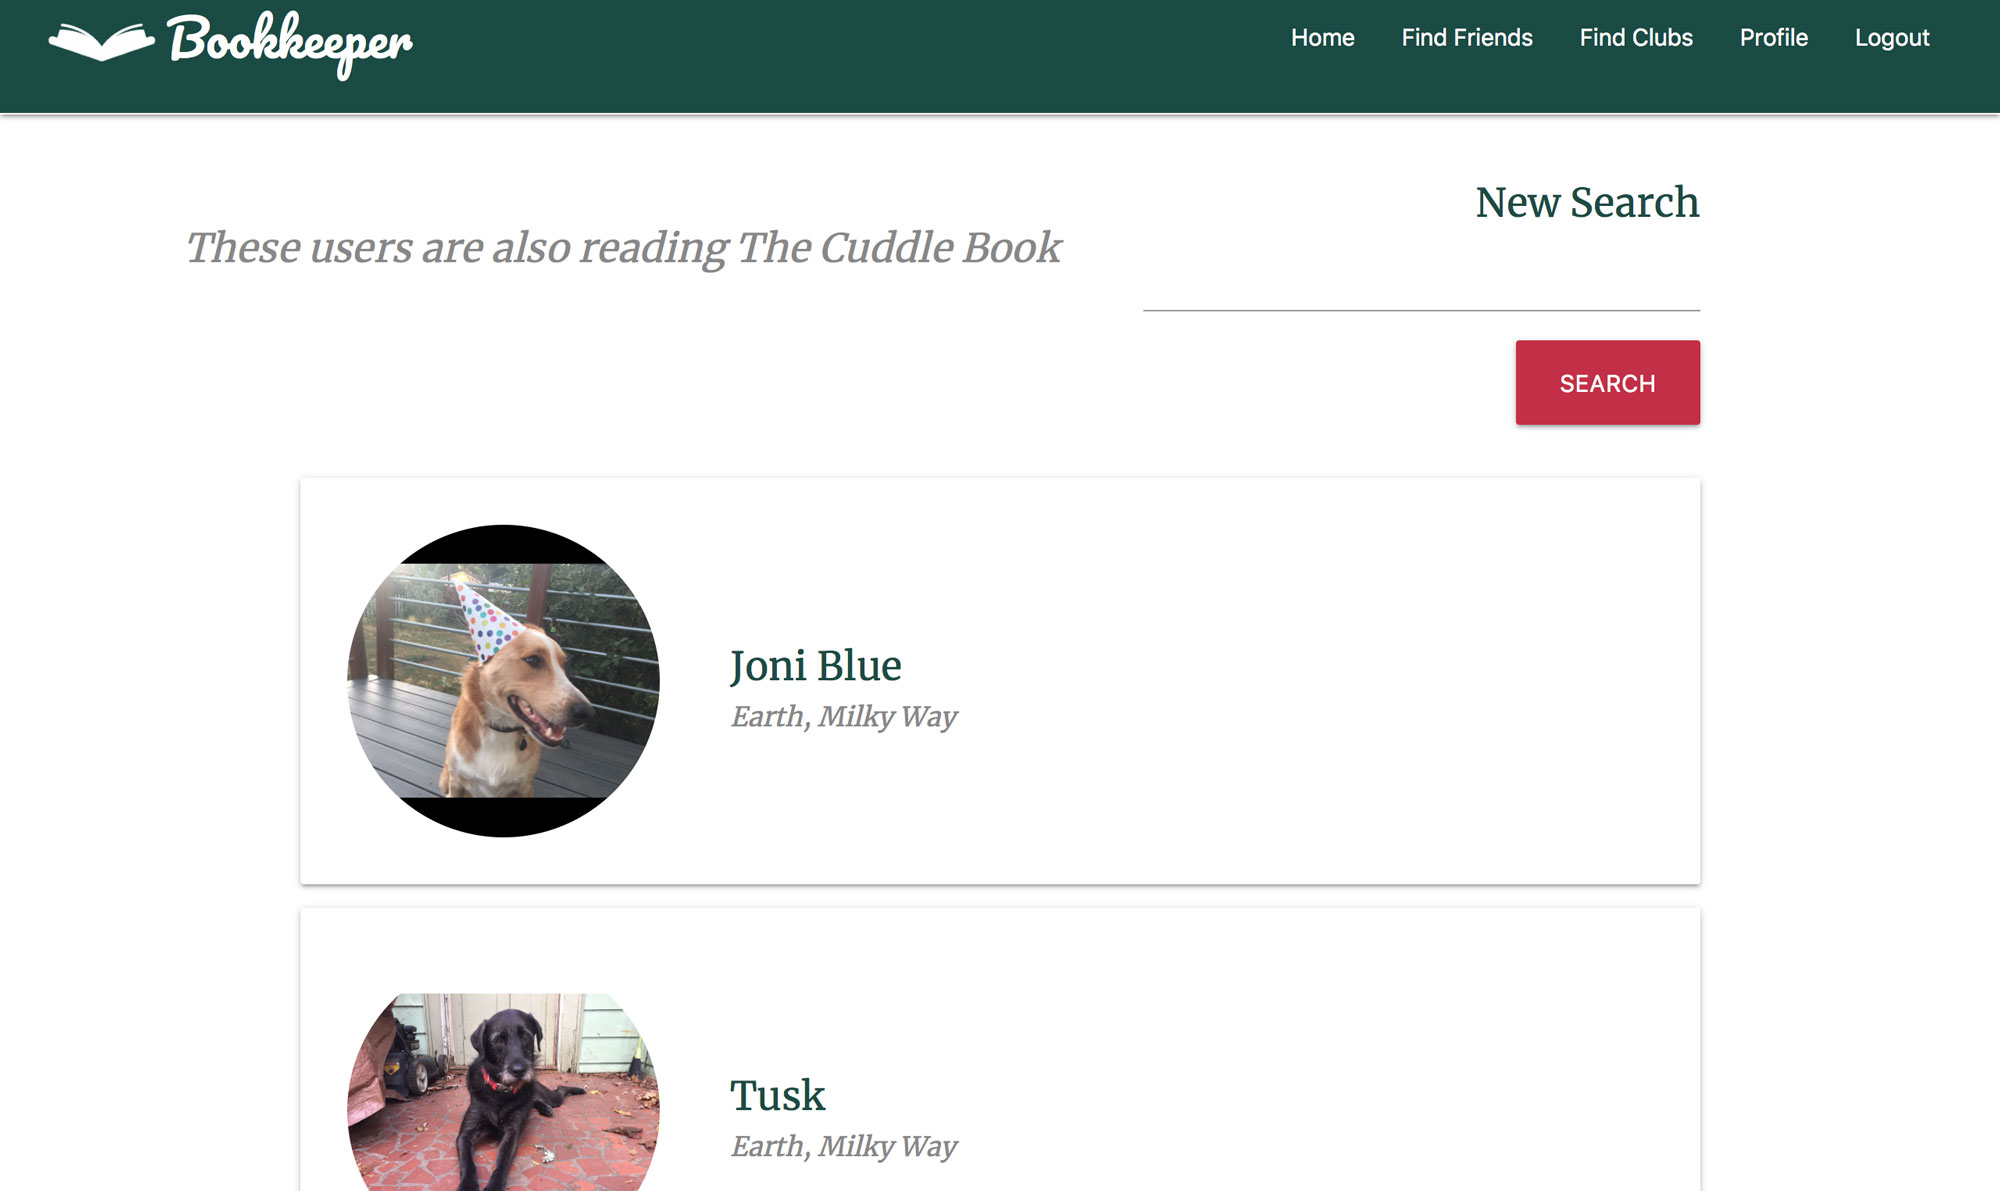 Bookkeeper
Home Find Friends Find Clubs Profile Logout
New Search
These users are also reading The Cuddle Book
SEARCH
Joni Blue
Earth, Milky Way
Tusk
Earth, Milky Way